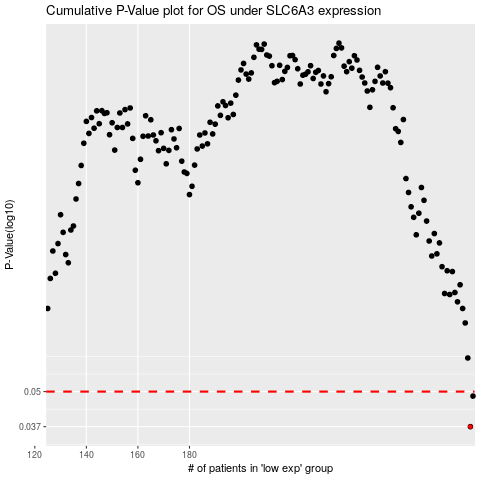 Cumulative P-Value plot for OS under SLC6A3 expression
P-Value(log10)
0.05
0.037
120 140 160 180
# of patients in 'low exp' group